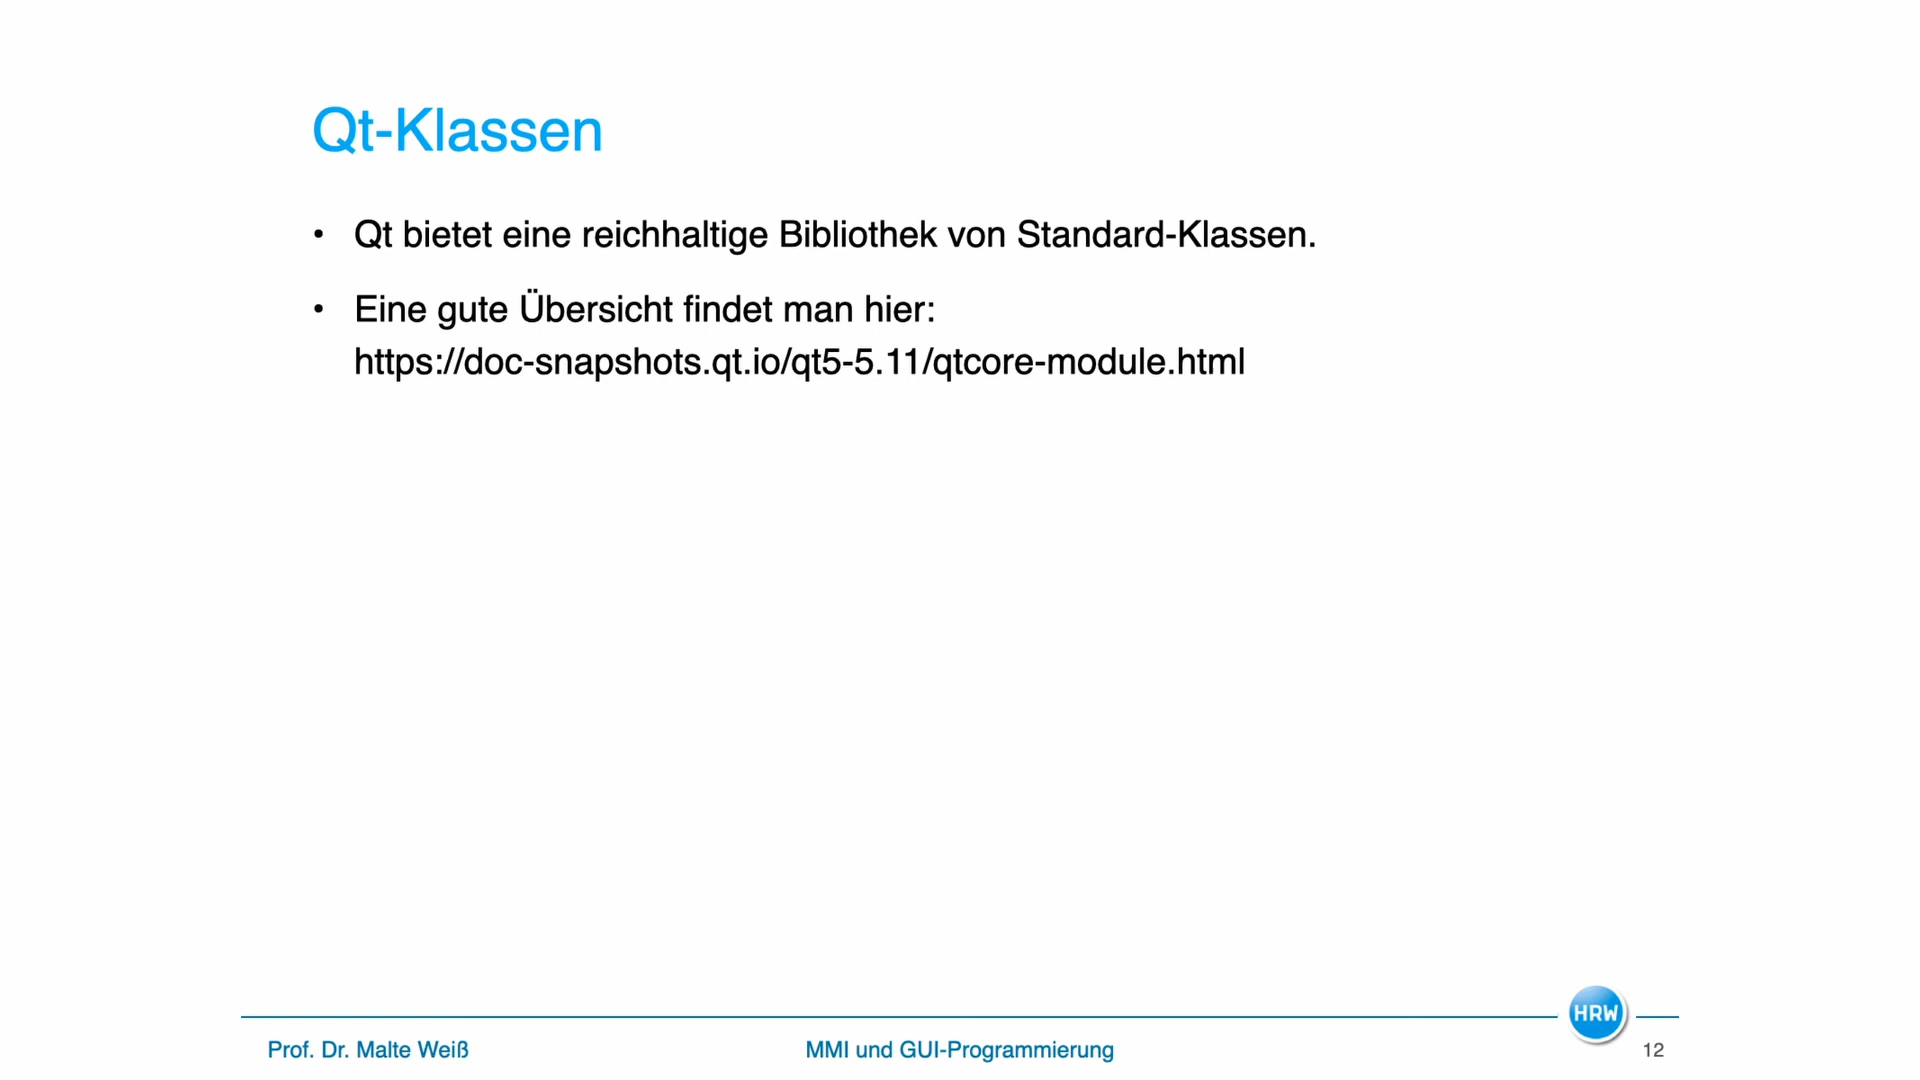 Qt-Klassen
• Qt bietet eine reichhaltige Bibliothek von Standard-Klassen.
• Eine gute Übersicht findet man hier:
https://doc-snapshots.qt.io/qt5-5.11/qtcore-module.html
HRW
Prof. Dr. Malte Weiß
MMI und GUI-Programmierung
12